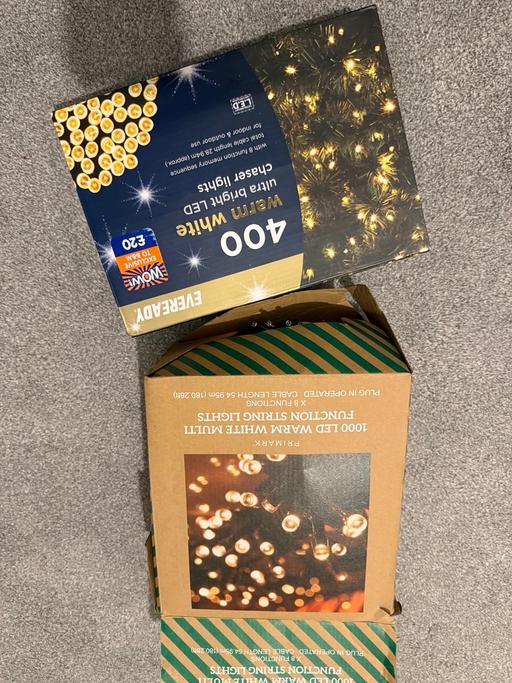 EVEREADY
400
warm white
ultra bright LED
chaser lights
with 8 function memory sequence
total cable length 28.94m (approx.)
for indoor & outdoor use
LED
WOW!
EXCLUSIVE
TO B&M
£20
PRIMARK
1000 LED WARM WHITE MULTI
FUNCTION STRING LIGHTS
X 8 FUNCTIONS
PLUG IN OPERATED CABLE LENGTH 54.95m (180.28ft)
1000 LED WARM WHITE MULTI
FUNCTION STRING LIGHTS
X 8 FUNCTIONS
PLUG IN OPERATED CABLE LENGTH 54.95m (180.28ft)